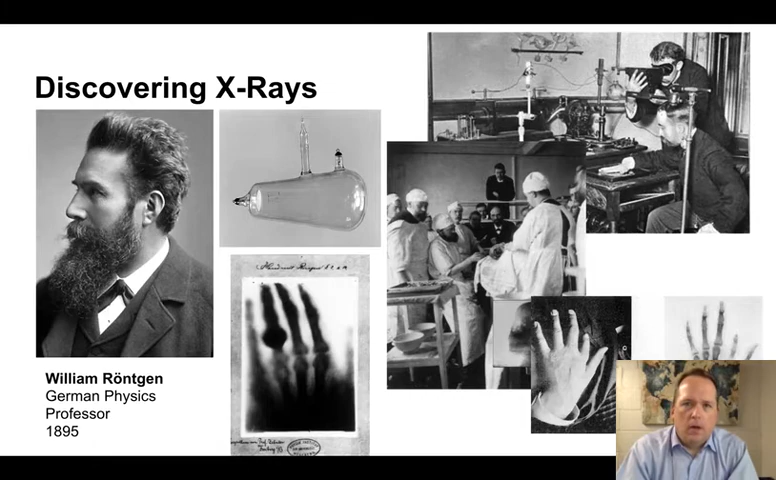 Discovering X-Rays
William Röntgen
German Physics
Professor
1895